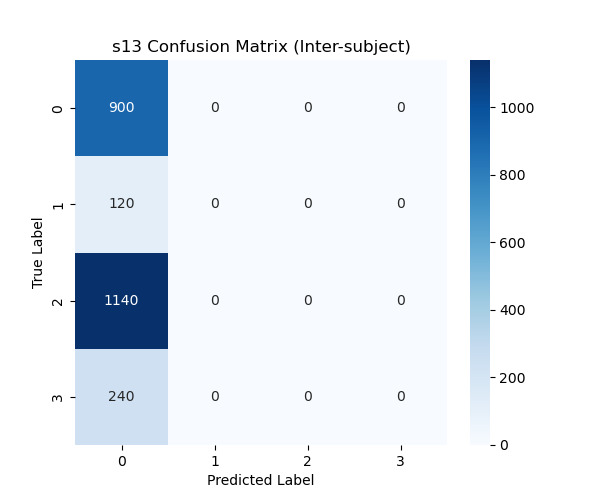 s13 Confusion Matrix (Inter-subject)
0 900 0 0 0
1 120 0 0 0
2 1140 0 0 0
3 240 0 0 0
0 1 2 3
True Label
Predicted Label
1000
800
600
400
200
0